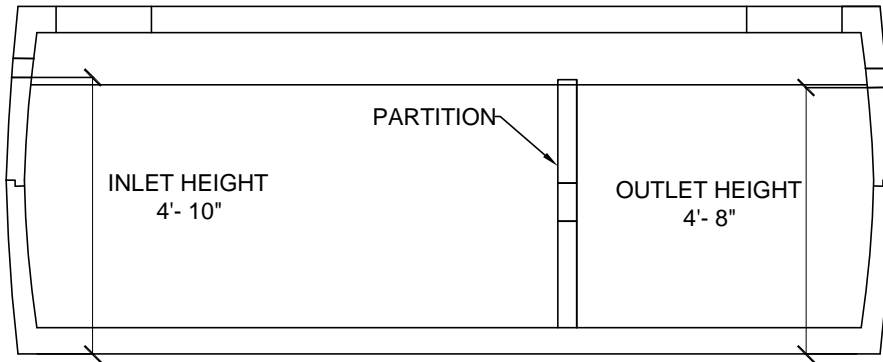 PARTITION
INLET HEIGHT
4'- 10"
OUTLET HEIGHT
4'- 8"